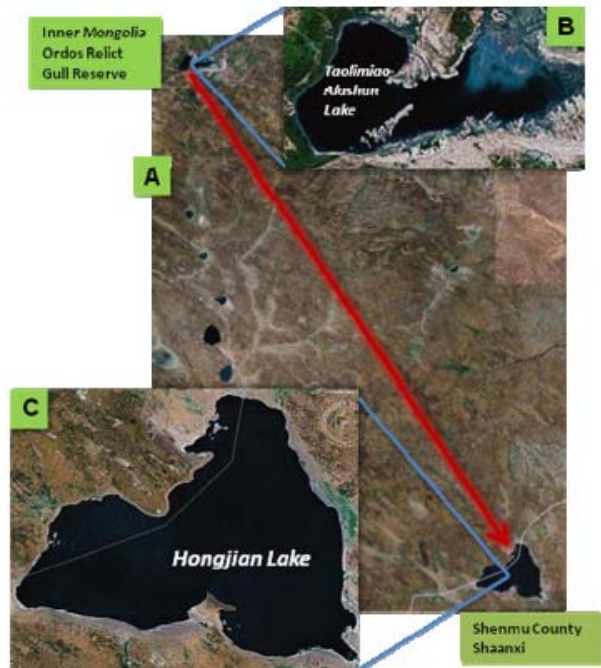 Inner Mongolia
Ordos Relict
Gull Reserve
B
Taolimiao
Alashan
Lake
A
C
Hongjian Lake
Shenmu County
Shaanxi